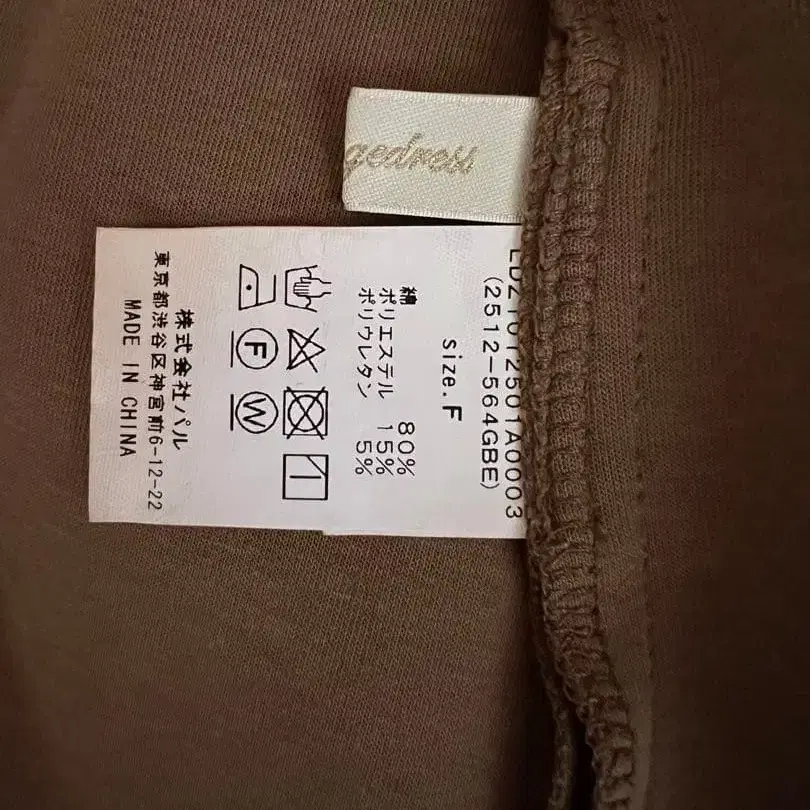 gedress
(2512-564GBE)
size.F
綿 80%
ポリエステル 15%
ポリウレタン 5%
F W
株式会社パル
東京都渋谷区神宮前6-12-22
MADE IN CHINA